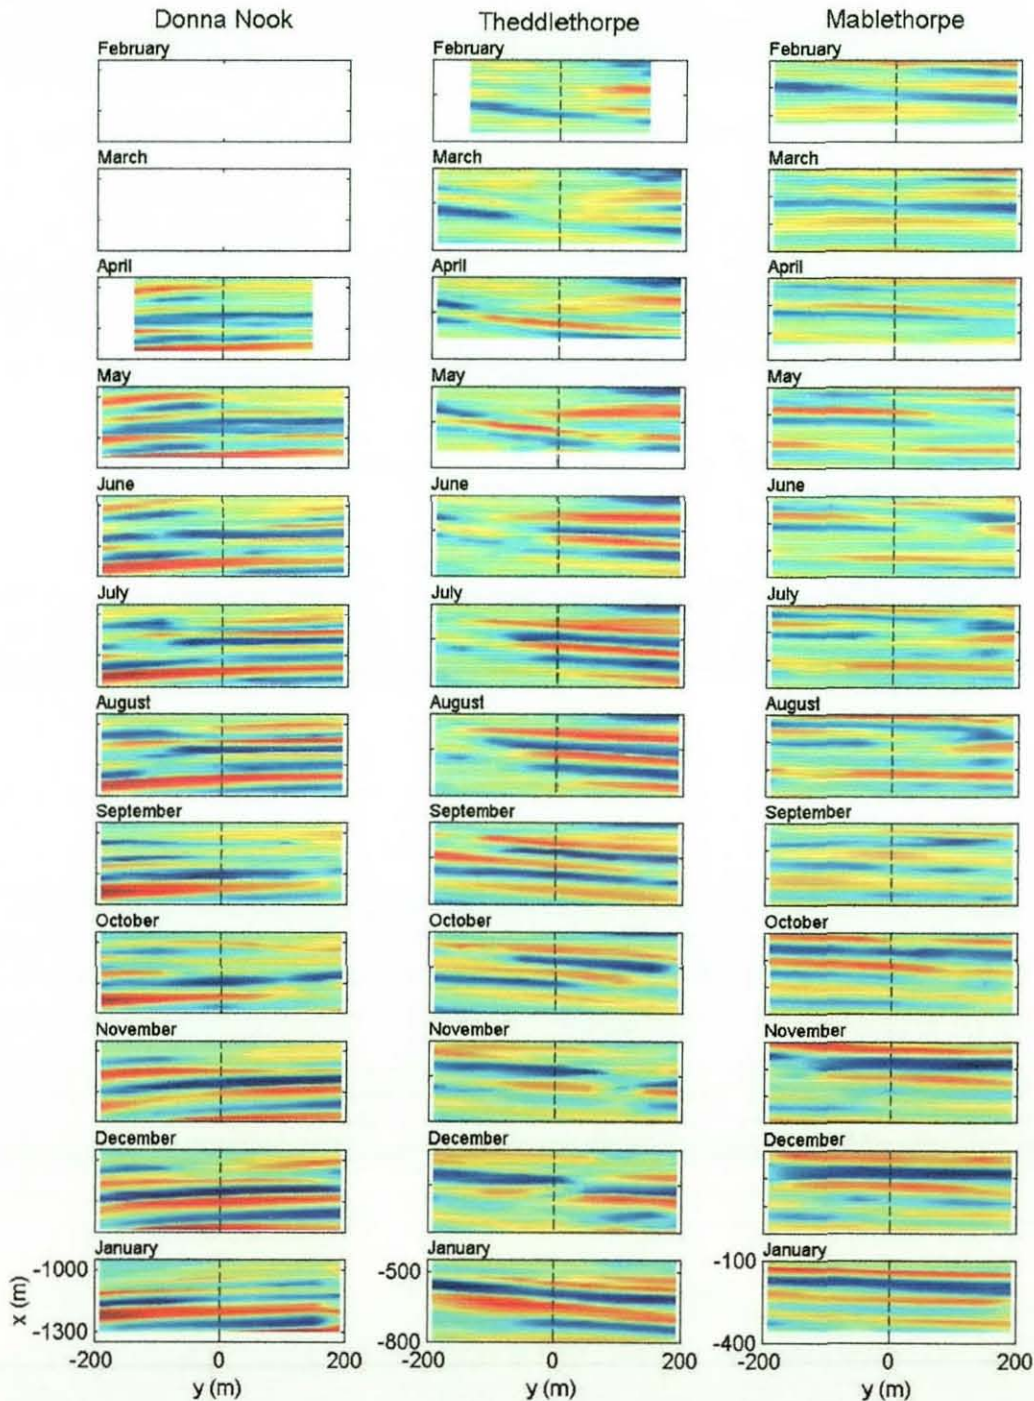 Donna Nook Theddlethorpe Mablethorpe
February February February
March March March
April April April
May May May
June June June
July July July
August August August
September September September
October October October
November November November
December December December
January January January
-1000 -500 -100
x (m)
-1300 -800 -400
-200 0 200 -200 0 200 -200 0 200
y (m) y (m) y (m)